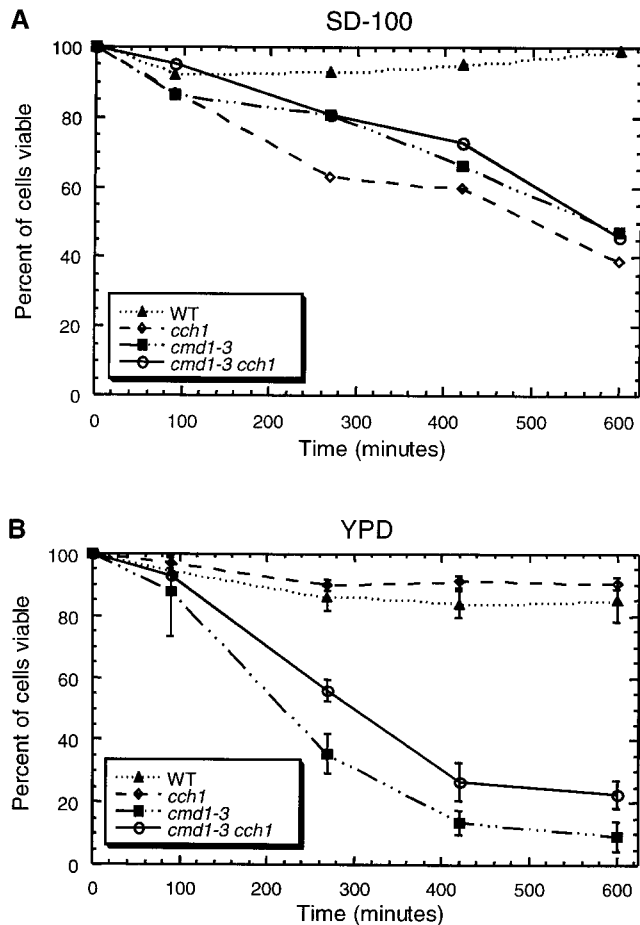 A
SD-100
Percent of cells viable
100
80
60
40
20
0
WT
cch1
cmd1-3
cmd1-3 cch1
0 100 200 300 400 500 600
Time (minutes)
B
YPD
Percent of cells viable
100
80
60
40
20
0
WT
cch1
cmd1-3
cmd1-3 cch1
0 100 200 300 400 500 600
Time (minutes)